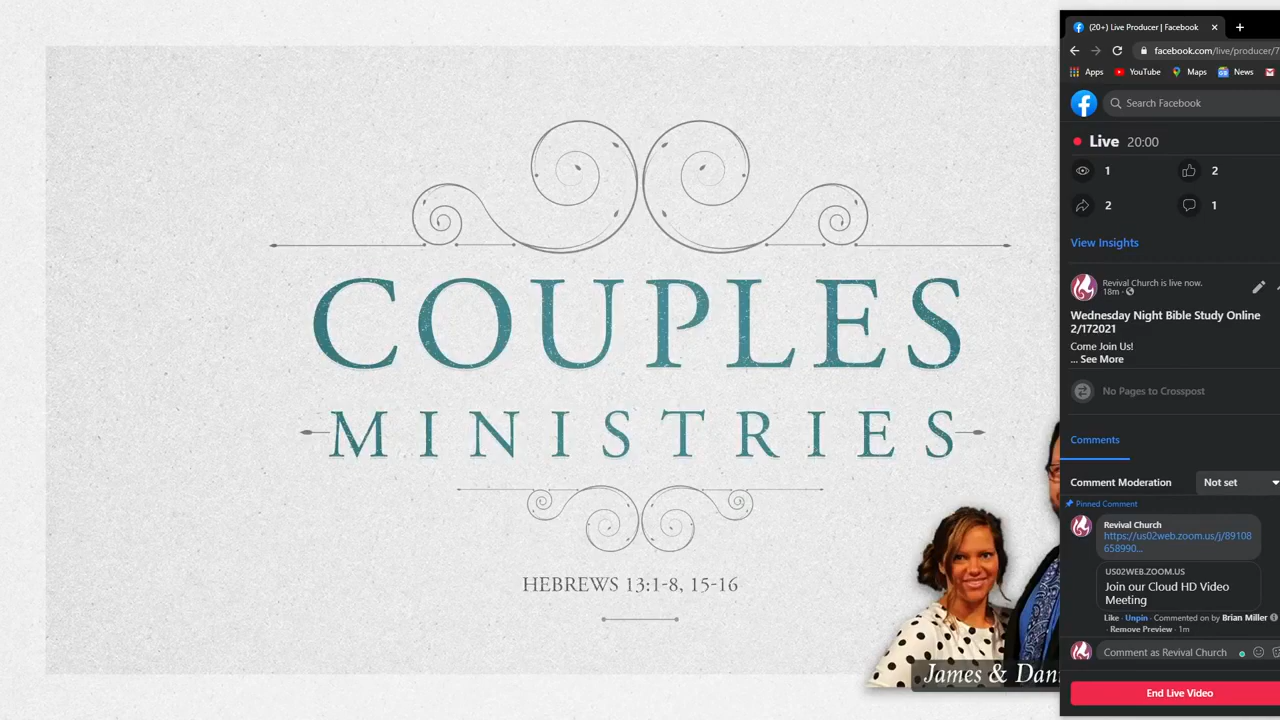 COUPLES
MINISTRIES
HEBREWS 13:1-8, 15-16
James &
(20+) Live Producer | Facebook
facebook.com/live/producer/7
Apps YouTube Maps News
Search Facebook
Live 20:00
1 2
2 1
View Insights
Revival Church is live now.
18m
Wednesday Night Bible Study Online
2/172021
Come Join Us!
... See More
No Pages to Crosspost
Comments
Comment Moderation Not set
Pinned Comment
Revival Church
https://us02web.zoom.us/j/89108
658990...
US02WEB.ZOOM.US
Join our Cloud HD Video
Meeting
Like · Unpin · Commented on by Brian Miller
· Remove Preview · 1m
Comment as Revival Church
End Live Video